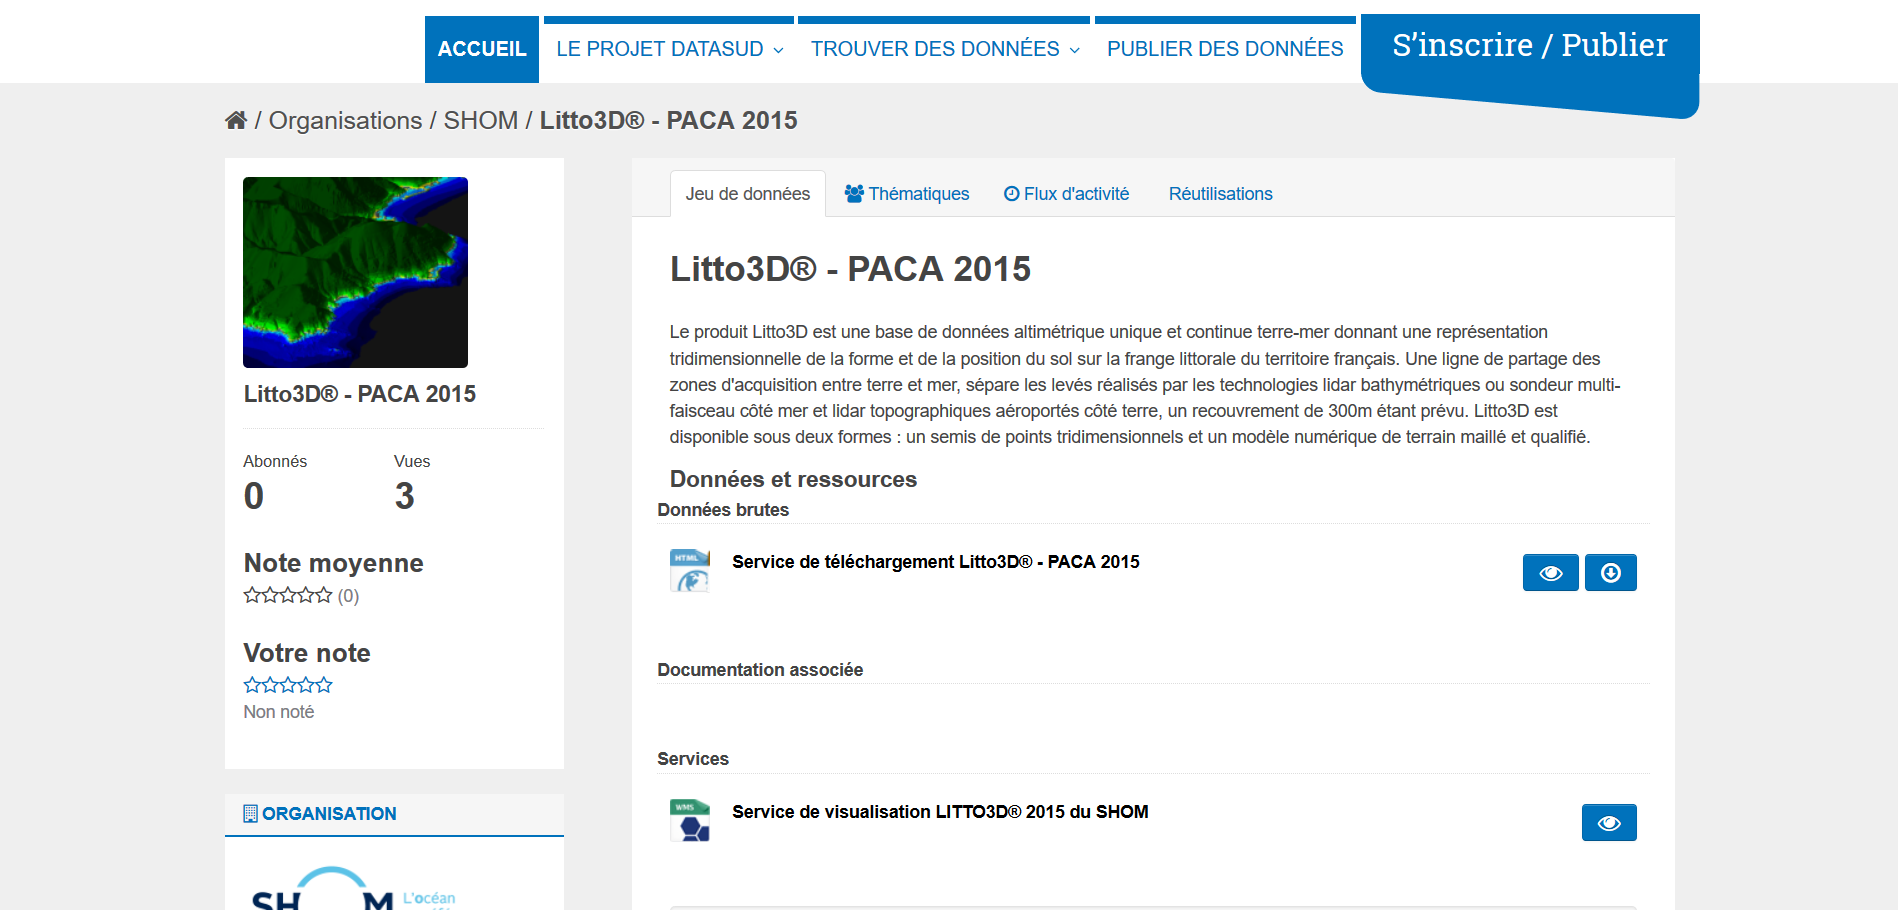 ACCUEIL
LE PROJET DATASUD
TROUVER DES DONNÉES
PUBLIER DES DONNÉES
S'inscrire / Publier
/ Organisations / SHOM / Litto3D® - PACA 2015
Litto3D® - PACA 2015
Abonnés
0
Vues
3
Note moyenne
(0)
Votre note
Non noté
ORGANISATION
SHOM
L'océan
Jeu de données
Thématiques
Flux d'activité
Réutilisations
Litto3D® - PACA 2015
Le produit Litto3D est une base de données altimétrique unique et continue terre-mer donnant une représentation
tridimensionnelle de la forme et de la position du sol sur la frange littorale du territoire français. Une ligne de partage des
zones d'acquisition entre terre et mer, sépare les levés réalisés par les technologies lidar bathymétriques ou sondeur multi-
faisceau côté mer et lidar topographiques aéroportés côté terre, un recouvrement de 300m étant prévu. Litto3D est
disponible sous deux formes : un semis de points tridimensionnels et un modèle numérique de terrain maillé et qualifié.
Données et ressources
Données brutes
HTML
Service de téléchargement Litto3D® - PACA 2015
Documentation associée
Services
WMS
Service de visualisation LITTO3D® 2015 du SHOM